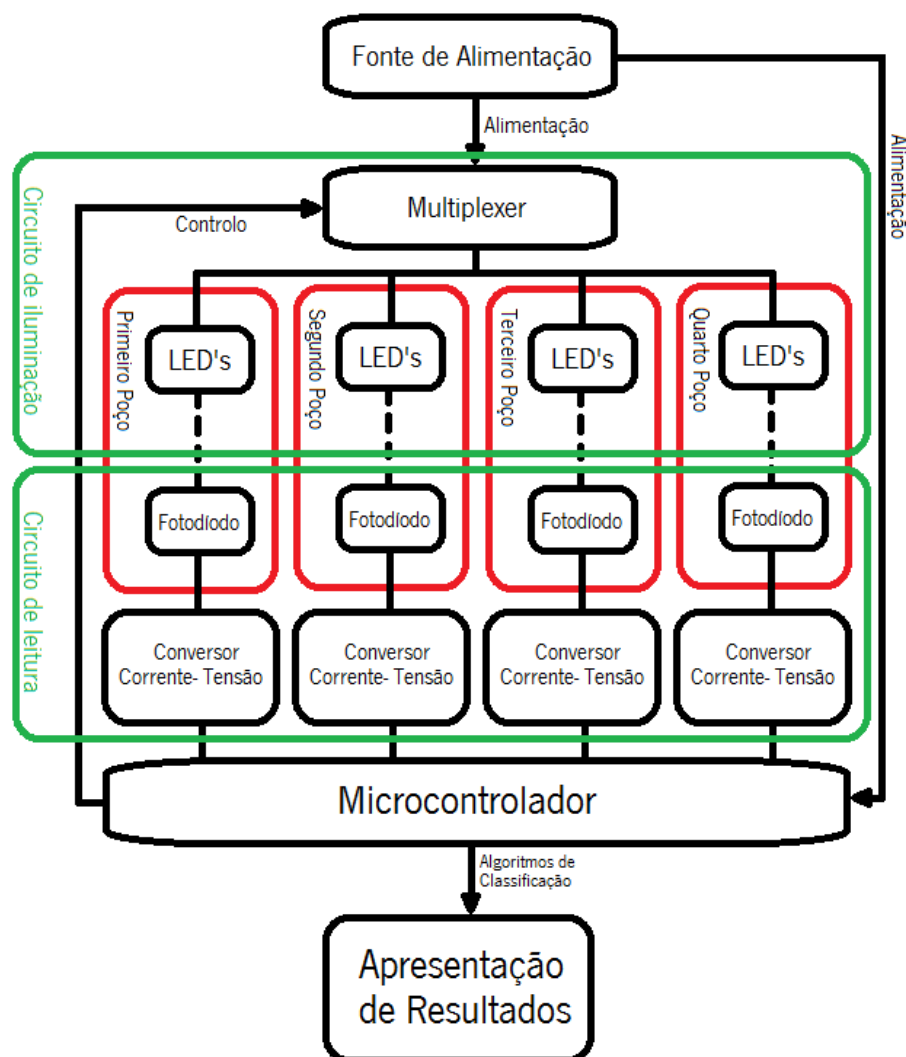 Fonte de Alimentação
Alimentação
Alimentação
Circuito de iluminação
Controlo
Multiplexer
Primeiro Poço
LED's
Segundo Poço
LED's
Terceiro Poço
LED's
Quarto Poço
LED's
Circuito de leitura
Fotodíodo
Fotodíodo
Fotodíodo
Fotodíodo
Conversor
Corrente- Tensão
Conversor
Corrente- Tensão
Conversor
Corrente- Tensão
Conversor
Corrente- Tensão
Microcontrolador
Algoritmos de
Classificação
Apresentação
de Resultados